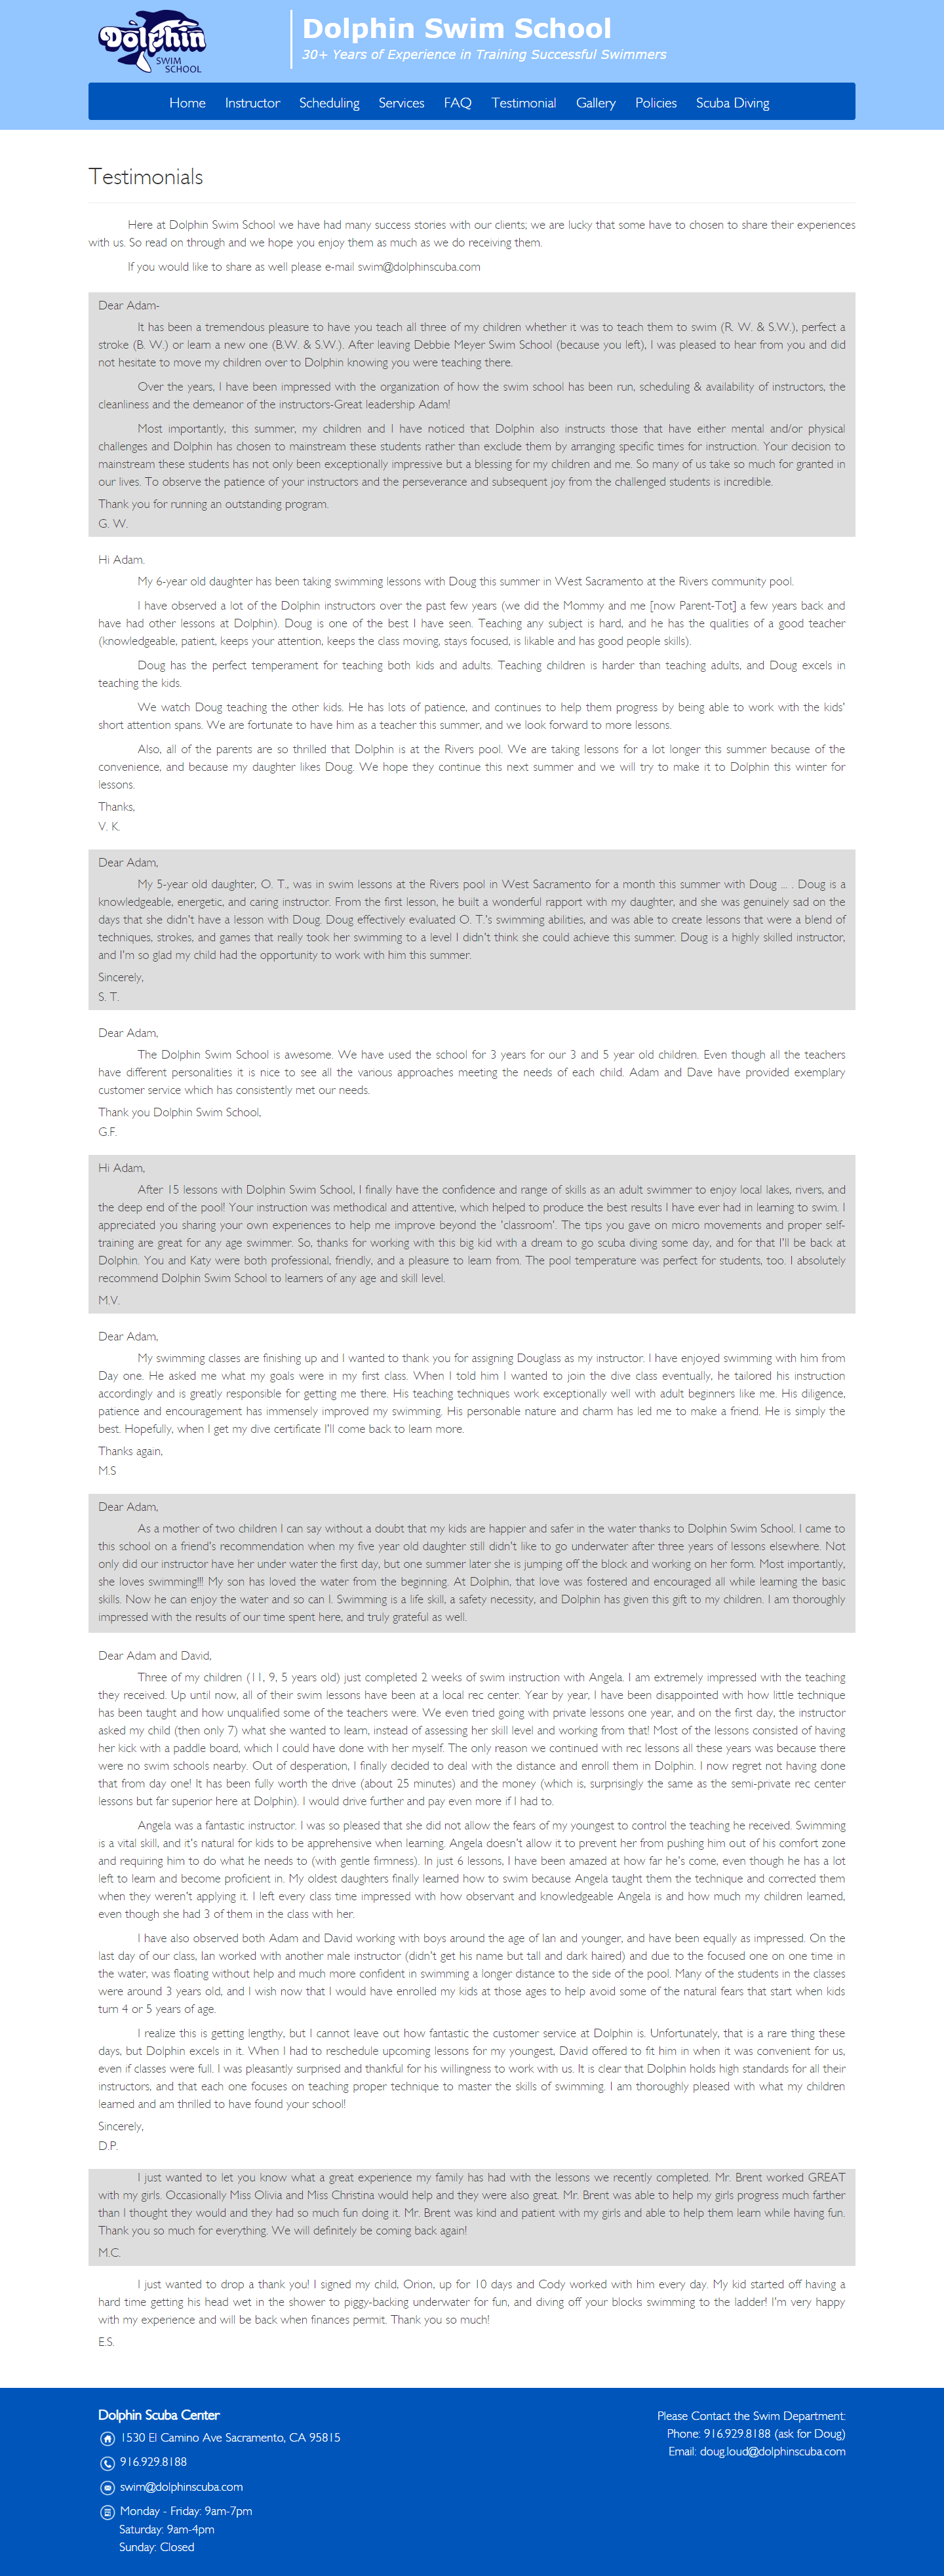 Dolphin
SWIM
SCHOOL
Dolphin Swim School
30+ Years of Experience in Training Successful Swimmers
Home Instructor Scheduling Services FAQ Testimonial Gallery Policies Scuba Diving
Testimonials
Here at Dolphin Swim School we have had many success stories with our clients; we are lucky that some have to chosen to share their experiences
with us. So read on through and we hope you enjoy them as much as we do receiving them.
If you would like to share as well please e-mail swim@dolphinscuba.com
Dear Adam-
It has been a tremendous pleasure to have you teach all three of my children whether it was to teach them to swim (R. W. & S.W.), perfect a
stroke (B. W.) or learn a new one (B.W. & S.W.). After leaving Debbie Meyer Swim School (because you left), I was pleased to hear from you and did
not hesitate to move my children over to Dolphin knowing you were teaching there.
Over the years, I have been impressed with the organization of how the swim school has been run, scheduling & availability of instructors, the
cleanliness and the demeanor of the instructors-Great leadership Adam!
Most importantly, this summer, my children and I have noticed that Dolphin also instructs those that have either mental and/or physical
challenges and Dolphin has chosen to mainstream these students rather than exclude them by arranging specific times for instruction. Your decision to
mainstream these students has not only been exceptionally impressive but a blessing for my children and me. So many of us take so much for granted in
our lives. To observe the patience of your instructors and the perseverance and subsequent joy from the challenged students is incredible.
Thank you for running an outstanding program.
G. W.
Hi Adam.
My 6-year old daughter has been taking swimming lessons with Doug this summer in West Sacramento at the Rivers community pool.
I have observed a lot of the Dolphin instructors over the past few years (we did the Mommy and me [now Parent-Tot] a few years back and
have had other lessons at Dolphin). Doug is one of the best I have seen. Teaching any subject is hard, and he has the qualities of a good teacher
(knowledgeable, patient, keeps your attention, keeps the class moving, stays focused, is likable and has good people skills).
Doug has the perfect temperament for teaching both kids and adults. Teaching children is harder than teaching adults, and Doug excels in
teaching the kids.
We watch Doug teaching the other kids. He has lots of patience, and continues to help them progress by being able to work with the kids'
short attention spans. We are fortunate to have him as a teacher this summer, and we look forward to more lessons.
Also, all of the parents are so thrilled that Dolphin is at the Rivers pool. We are taking lessons for a lot longer this summer because of the
convenience, and because my daughter likes Doug. We hope they continue this next summer and we will try to make it to Dolphin this winter for
lessons.
Thanks,
V. K.
Dear Adam,
My 5-year old daughter, O. T., was in swim lessons at the Rivers pool in West Sacramento for a month this summer with Doug ... . Doug is a
knowledgeable, energetic, and caring instructor. From the first lesson, he built a wonderful rapport with my daughter, and she was genuinely sad on the
days that she didn't have a lesson with Doug. Doug effectively evaluated O. T.'s swimming abilities, and was able to create lessons that were a blend of
techniques, strokes, and games that really took her swimming to a level I didn't think she could achieve this summer. Doug is a highly skilled instructor,
and I'm so glad my child had the opportunity to work with him this summer.
Sincerely,
S. T.
Dear Adam,
The Dolphin Swim School is awesome. We have used the school for 3 years for our 3 and 5 year old children. Even though all the teachers
have different personalities it is nice to see all the various approaches meeting the needs of each child. Adam and Dave have provided exemplary
customer service which has consistently met our needs.
Thank you Dolphin Swim School,
G.F.
Hi Adam,
After 15 lessons with Dolphin Swim School, I finally have the confidence and range of skills as an adult swimmer to enjoy local lakes, rivers, and
the deep end of the pool! Your instruction was methodical and attentive, which helped to produce the best results I have ever had in learning to swim. I
appreciated you sharing your own experiences to help me improve beyond the 'classroom'. The tips you gave on micro movements and proper self-
training are great for any age swimmer. So, thanks for working with this big kid with a dream to go scuba diving some day, and for that I'll be back at
Dolphin. You and Katy were both professional, friendly, and a pleasure to learn from. The pool temperature was perfect for students, too. I absolutely
recommend Dolphin Swim School to learners of any age and skill level.
M.V.
Dear Adam,
My swimming classes are finishing up and I wanted to thank you for assigning Douglass as my instructor. I have enjoyed swimming with him from
Day one. He asked me what my goals were in my first class. When I told him I wanted to join the dive class eventually, he tailored his instruction
accordingly and is greatly responsible for getting me there. His teaching techniques work exceptionally well with adult beginners like me. His diligence,
patience and encouragement has immensely improved my swimming. His personable nature and charm has led me to make a friend. He is simply the
best. Hopefully, when I get my dive certificate I'll come back to learn more.
Thanks again,
M.S
Dear Adam,
As a mother of two children I can say without a doubt that my kids are happier and safer in the water thanks to Dolphin Swim School. I came to
this school on a friend's recommendation when my five year old daughter still didn't like to go underwater after three years of lessons elsewhere. Not
only did our instructor have her under water the first day, but one summer later she is jumping off the block and working on her form. Most importantly,
she loves swimming!!! My son has loved the water from the beginning. At Dolphin, that love was fostered and encouraged all while learning the basic
skills. Now he can enjoy the water and so can I. Swimming is a life skill, a safety necessity, and Dolphin has given this gift to my children. I am thoroughly
impressed with the results of our time spent here, and truly grateful as well.
Dear Adam and David,
Three of my children (11, 9, 5 years old) just completed 2 weeks of swim instruction with Angela. I am extremely impressed with the teaching
they received. Up until now, all of their swim lessons have been at a local rec center. Year by year, I have been disappointed with how little technique
has been taught and how unqualified some of the teachers were. We even tried going with private lessons one year, and on the first day, the instructor
asked my child (then only 7) what she wanted to learn, instead of assessing her skill level and working from that! Most of the lessons consisted of having
her kick with a paddle board, which I could have done with her myself. The only reason we continued with rec lessons all these years was because there
were no swim schools nearby. Out of desperation, I finally decided to deal with the distance and enroll them in Dolphin. I now regret not having done
that from day one! It has been fully worth the drive (about 25 minutes) and the money (which is, surprisingly the same as the semi-private rec center
lessons but far superior here at Dolphin). I would drive further and pay even more if I had to.
Angela was a fantastic instructor. I was so pleased that she did not allow the fears of my youngest to control the teaching he received. Swimming
is a vital skill, and it's natural for kids to be apprehensive when learning. Angela doesn't allow it to prevent her from pushing him out of his comfort zone
and requiring him to do what he needs to (with gentle firmness). In just 6 lessons, I have been amazed at how far he's come, even though he has a lot
left to learn and become proficient in. My oldest daughters finally learned how to swim because Angela taught them the technique and corrected them
when they weren't applying it. I left every class time impressed with how observant and knowledgeable Angela is and how much my children learned,
even though she had 3 of them in the class with her.
I have also observed both Adam and David working with boys around the age of Ian and younger, and have been equally as impressed. On the
last day of our class, Ian worked with another male instructor (didn't get his name but tall and dark haired) and due to the focused one on one time in
the water, was floating without help and much more confident in swimming a longer distance to the side of the pool. Many of the students in the classes
were around 3 years old, and I wish now that I would have enrolled my kids at those ages to help avoid some of the natural fears that start when kids
turn 4 or 5 years of age.
I realize this is getting lengthy, but I cannot leave out how fantastic the customer service at Dolphin is. Unfortunately, that is a rare thing these
days, but Dolphin excels in it. When I had to reschedule upcoming lessons for my youngest, David offered to fit him in when it was convenient for us,
even if classes were full. I was pleasantly surprised and thankful for his willingness to work with us. It is clear that Dolphin holds high standards for all their
instructors, and that each one focuses on teaching proper technique to master the skills of swimming. I am thoroughly pleased with what my children
learned and am thrilled to have found your school!
Sincerely,
D.P.
I just wanted to let you know what a great experience my family has had with the lessons we recently completed. Mr. Brent worked GREAT
with my girls. Occasionally Miss Olivia and Miss Christina would help and they were also great. Mr. Brent was able to help my girls progress much farther
than I thought they would and they had so much fun doing it. Mr. Brent was kind and patient with my girls and able to help them learn while having fun.
Thank you so much for everything. We will definitely be coming back again!
M.C.
I just wanted to drop a thank you! I signed my child, Orion, up for 10 days and Cody worked with him every day. My kid started off having a
hard time getting his head wet in the shower to piggy-backing underwater for fun, and diving off your blocks swimming to the ladder! I'm very happy
with my experience and will be back when finances permit. Thank you so much!
E.S.
Dolphin Scuba Center
1530 El Camino Ave Sacramento, CA 95815
916.929.8188
swim@dolphinscuba.com
Monday - Friday: 9am-7pm
Saturday: 9am-4pm
Sunday: Closed
Please Contact the Swim Department:
Phone: 916.929.8188 (ask for Doug)
Email: doug.loud@dolphinscuba.com